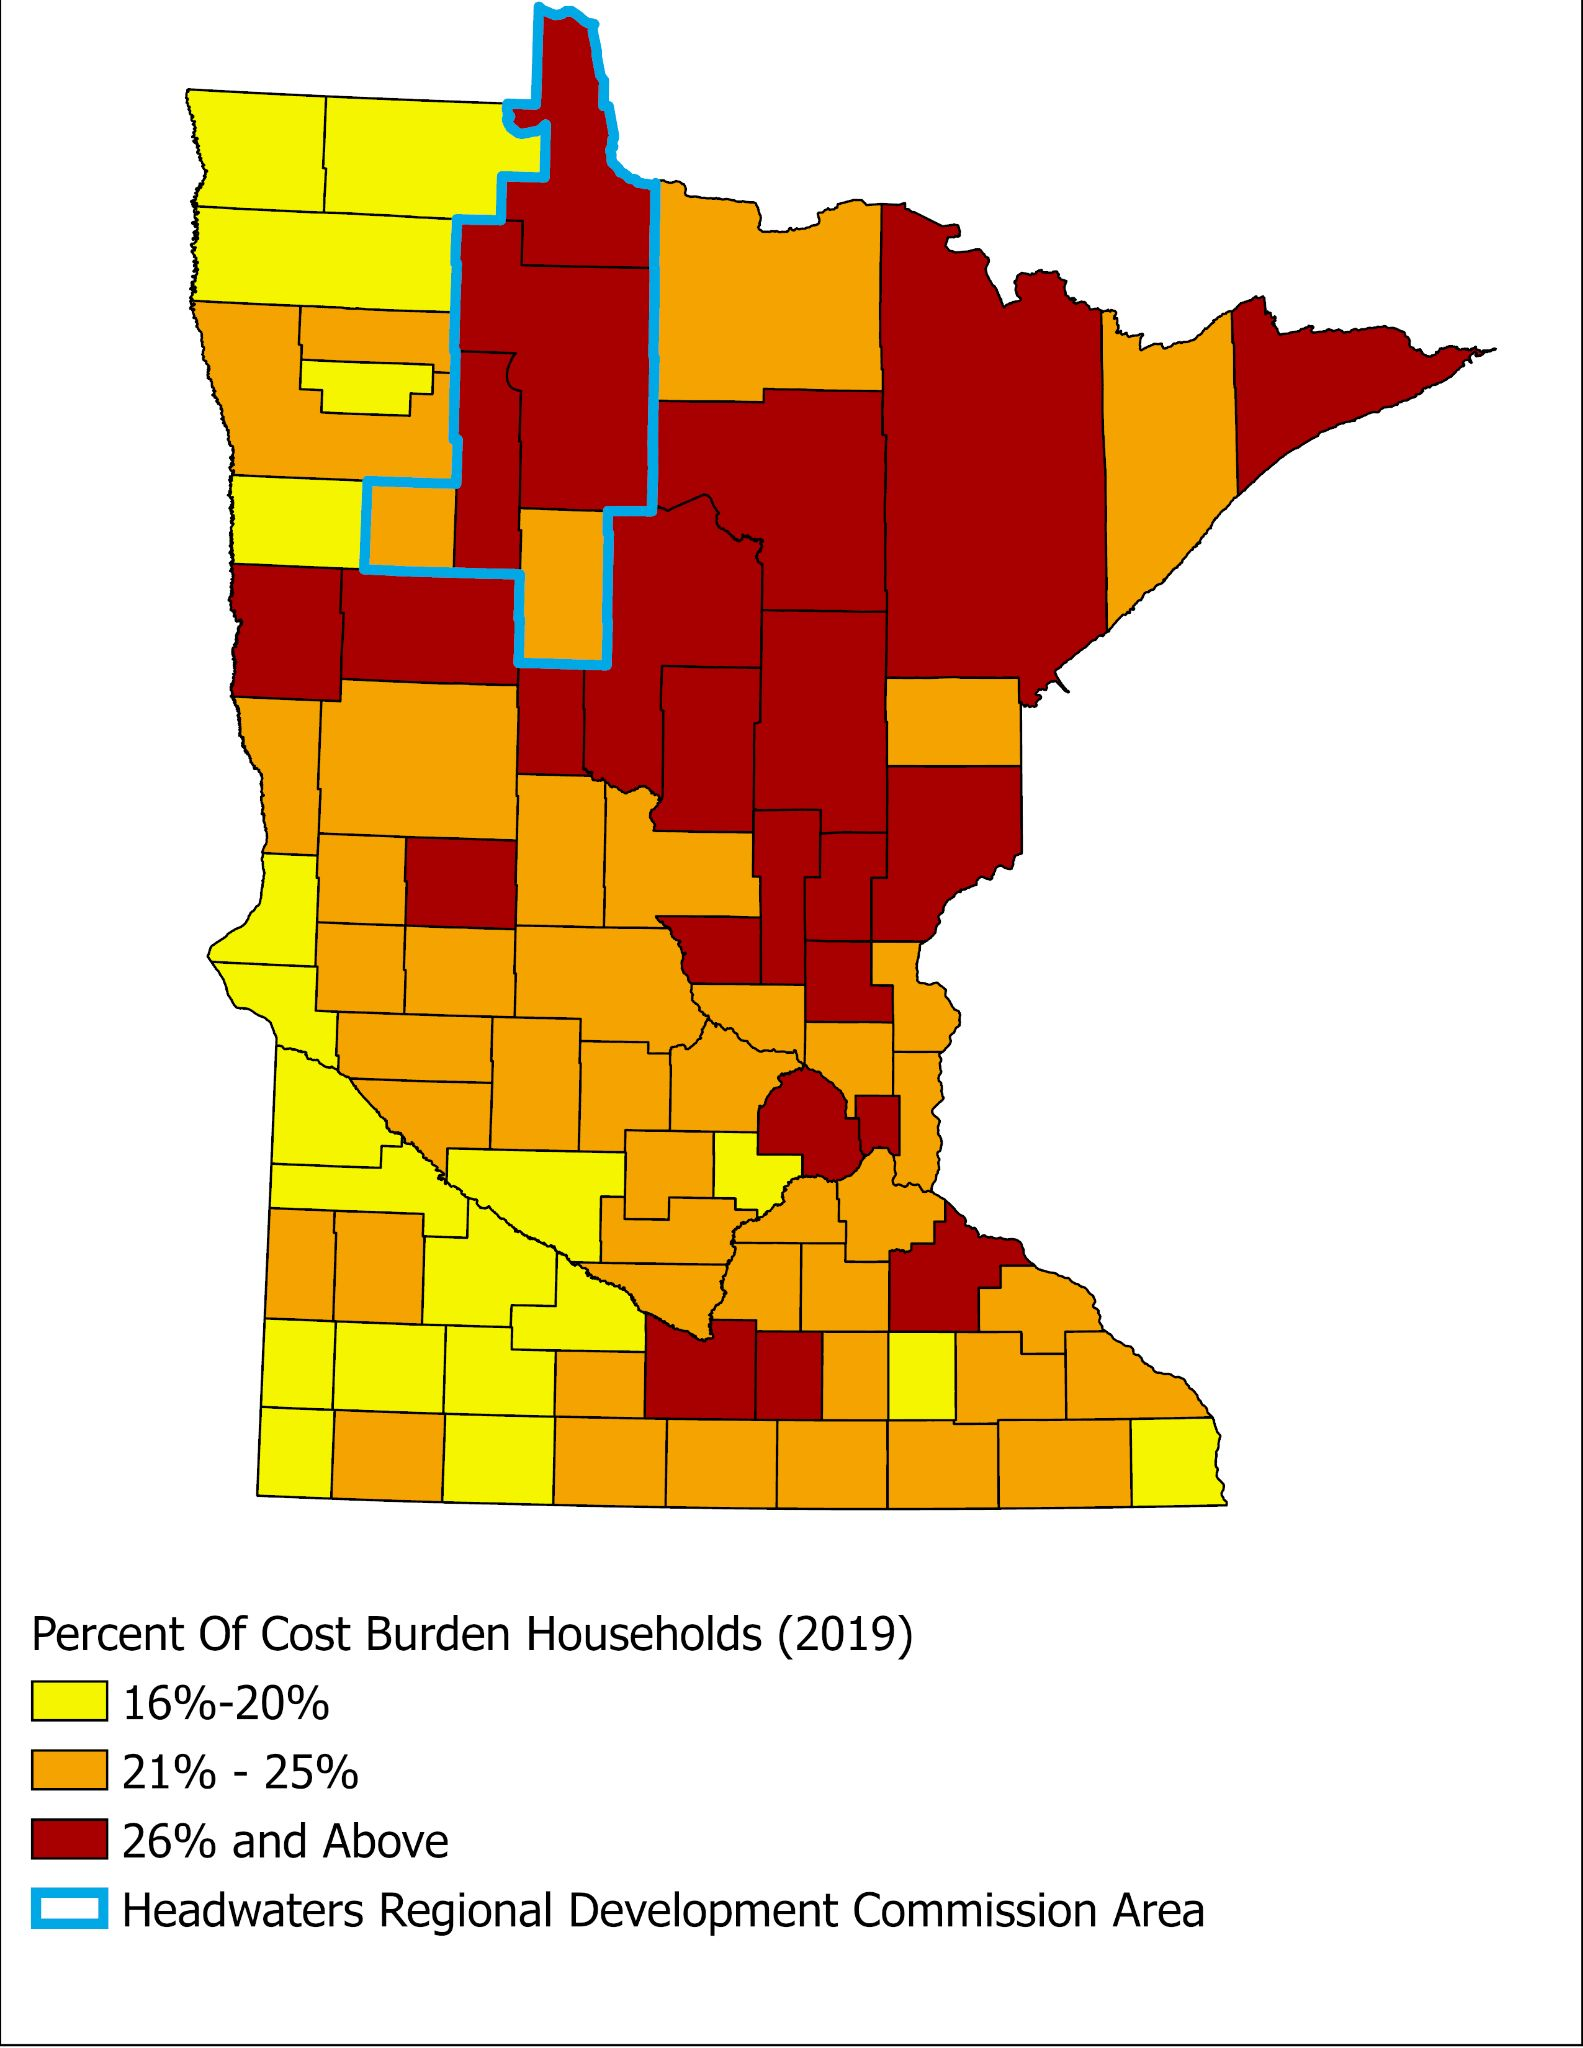 Percent Of Cost Burden Households (2019)
16%-20%
21% - 25%
26% and Above
Headwaters Regional Development Commission Area